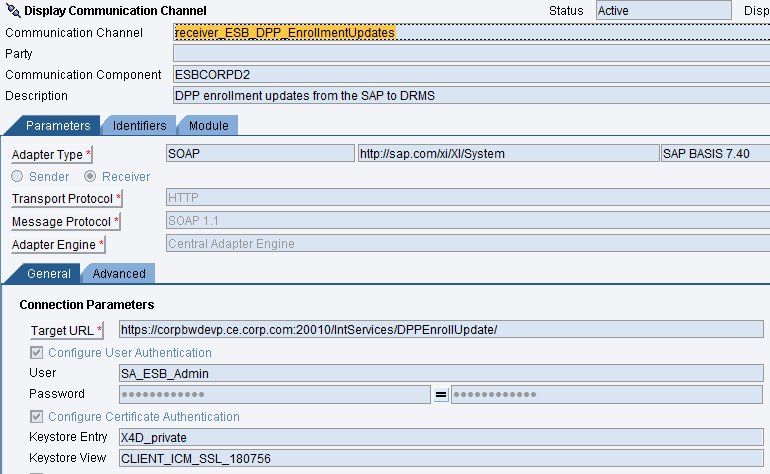 Display Communication Channel Status Active Disp
Communication Channel receiver_ESB_DPP_EnrollmentUpdates
Party
Communication Component ESBCORPD2
Description DPP enrollment updates from the SAP to DRMS
Parameters Identifiers Module
Adapter Type * SOAP http://sap.com/xi/XI/System SAP BASIS 7.40
Sender Receiver
Transport Protocol * HTTP
Message Protocol * SOAP 1.1
Adapter Engine * Central Adapter Engine
General Advanced
Connection Parameters
Target URL * https://corpbwdevp.ce.corp.com:20010/IntServices/DPPEnrollUpdate/
Configure User Authentication
User SA_ESB_Admin
Password ●●●●●●●●●●●● = ●●●●●●●●●●●●
Configure Certificate Authentication
Keystore Entry X4D_private
Keystore View CLIENT_ICM_SSL_180756